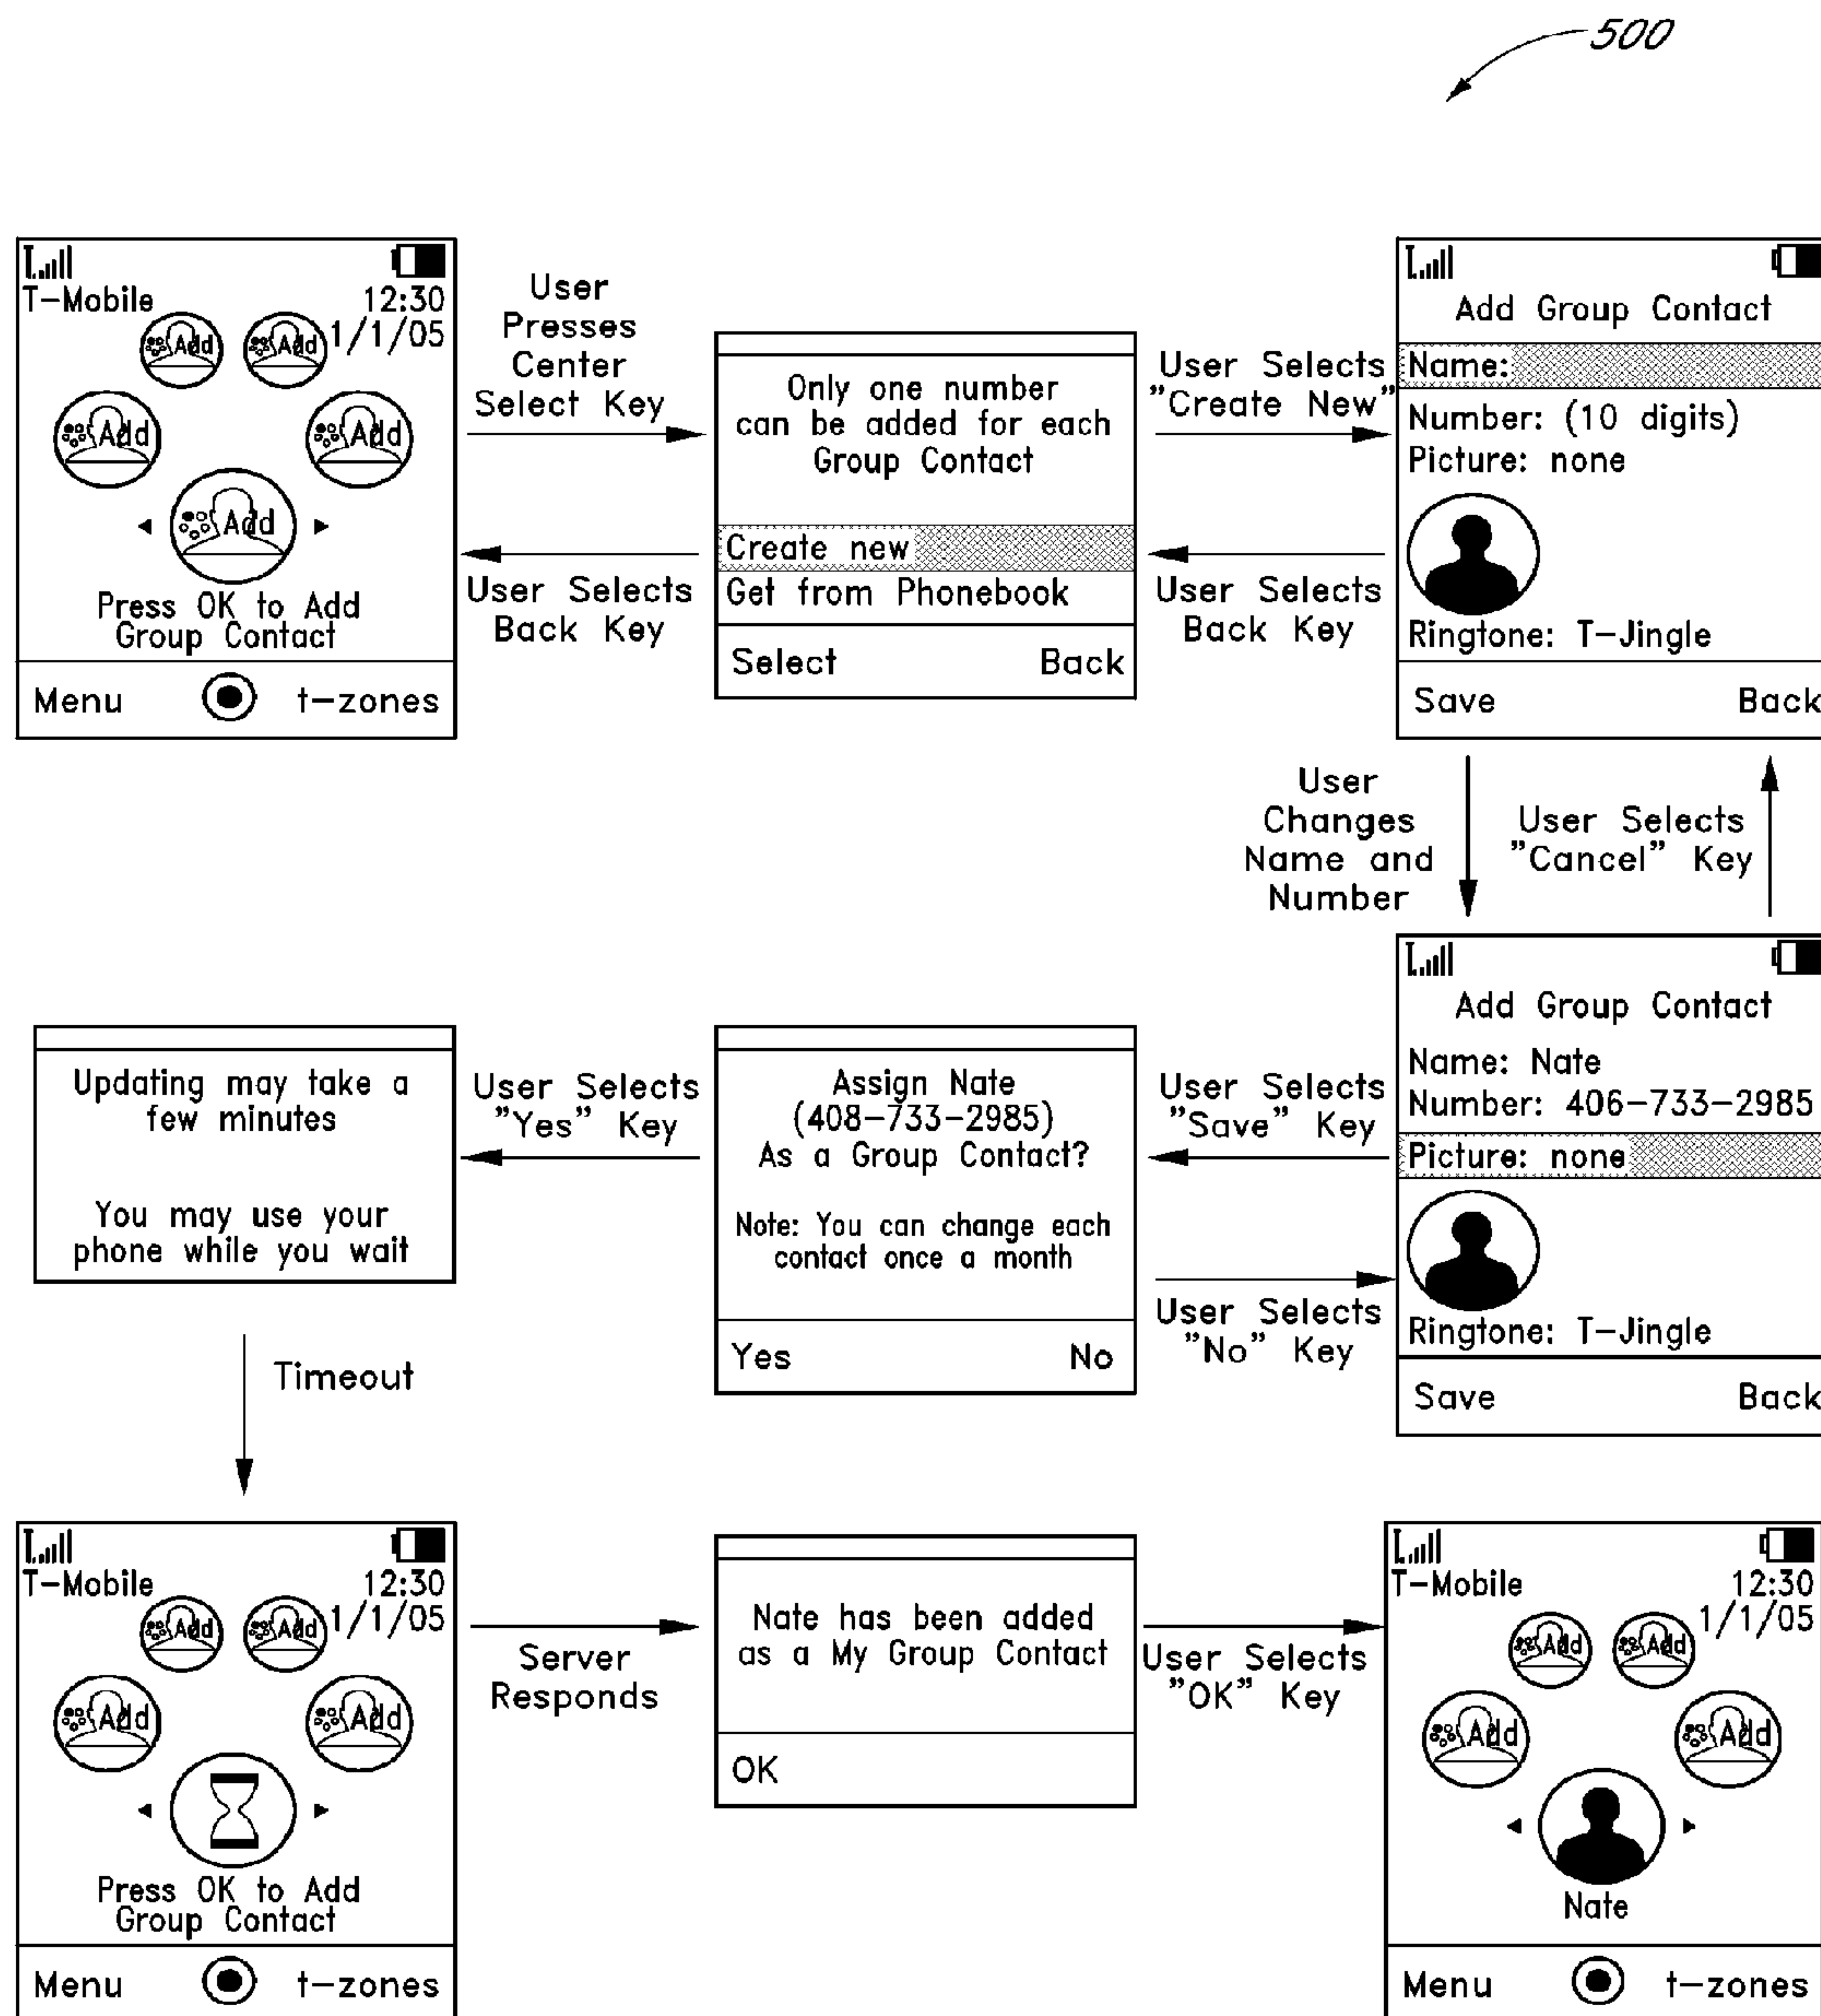 500
T-Mobile
12:30
1/1/05
Add
Add
Add
Add
Add
Press OK to Add
Group Contact
Menu
t-zones
User
Presses
Center
Select Key
User Selects
Back Key
Only one number
can be added for each
Group Contact
Create new
Get from Phonebook
Select
Back
User Selects
"Create New"
User Selects
Back Key
Add Group Contact
Name:
Number: (10 digits)
Picture: none
Ringtone: T-Jingle
Save
Back
User
Changes
Name and
Number
User Selects
"Cancel" Key
Add Group Contact
Name: Nate
Number: 406-733-2985
Picture: none
Ringtone: T-Jingle
Save
Back
User Selects
"Save" Key
User Selects
"No" Key
Assign Nate
(408-733-2985)
As a Group Contact?
Note: You can change each
contact once a month
Yes
No
User Selects
"Yes" Key
Updating may take a
few minutes
You may use your
phone while you wait
Timeout
T-Mobile
12:30
1/1/05
Add
Add
Add
Add
Press OK to Add
Group Contact
Menu
t-zones
Server
Responds
Nate has been added
as a My Group Contact
OK
User Selects
"OK" Key
T-Mobile
12:30
1/1/05
Add
Add
Add
Add
Nate
Menu
t-zones